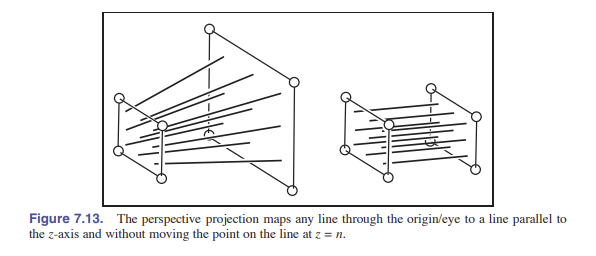 Figure 7.13. The perspective projection maps any line through the origin/eye to a line parallel to
the z-axis and without moving the point on the line at z = n.